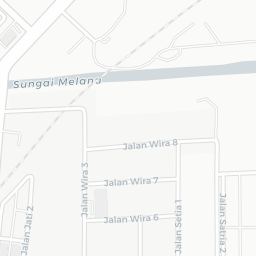 Sungai Melana
Jalan Wira 8
Jalan Wira 3
Jalan Wira 7
Jalan Wira 6
Jalan Jati 2
Jalan Setia 1
Jalan Satria 2